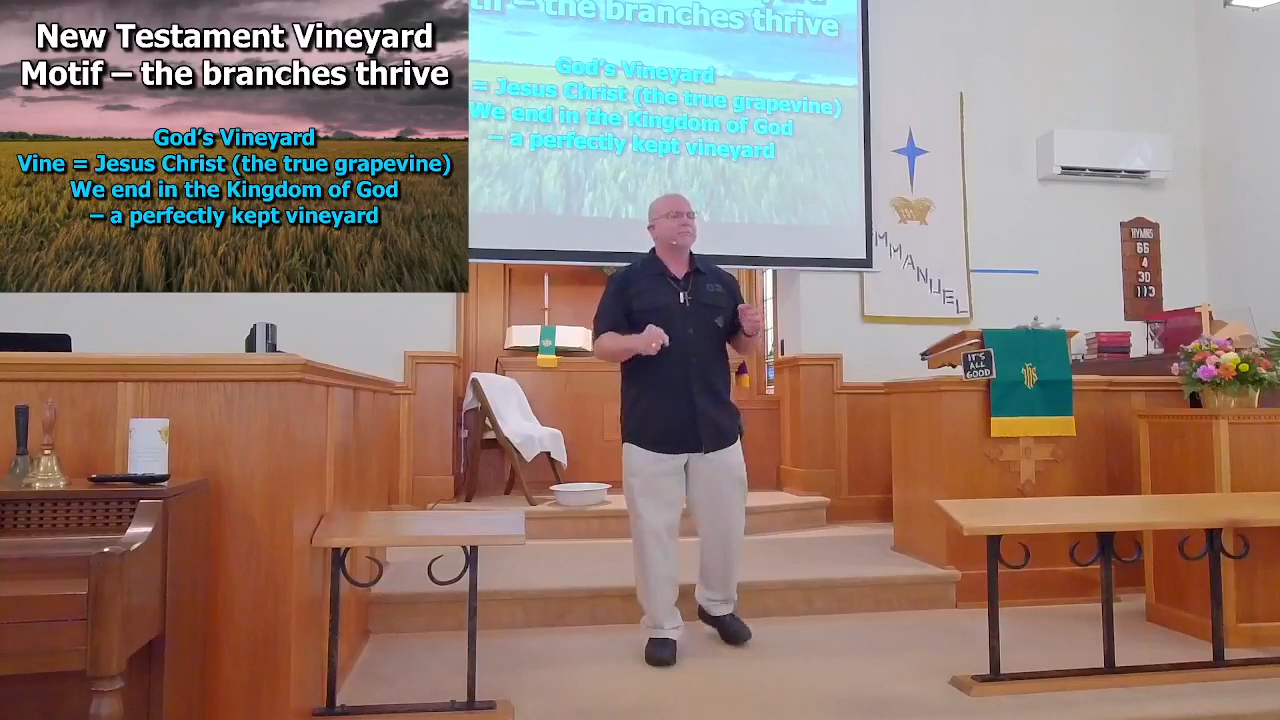 New Testament Vineyard
Motif – the branches thrive
God's Vineyard
Vine = Jesus Christ (the true grapevine)
We end in the Kingdom of God
– a perfectly kept vineyard
– the branches thrive
God's Vineyard
= Jesus Christ (the true grapevine)
We end in the Kingdom of God
– a perfectly kept vineyard
MMANUEL
HYMNS
66
4
30
113
IT'S
ALL
GOOD
IHS